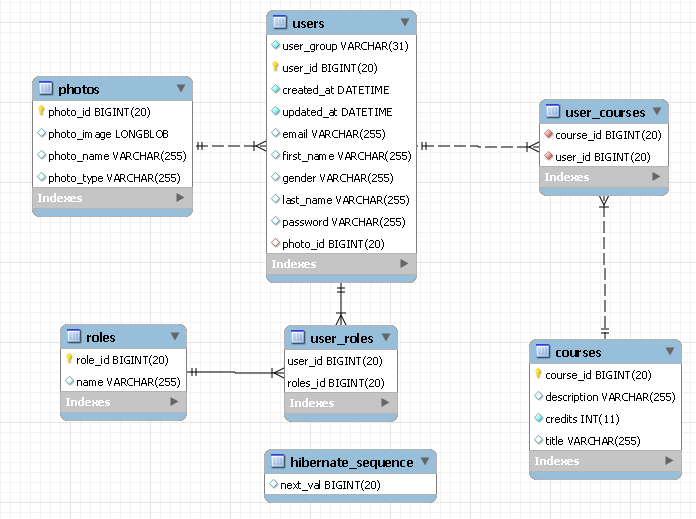 users
user_group VARCHAR(31)
user_id BIGINT(20)
created_at DATETIME
updated_at DATETIME
email VARCHAR(255)
first_name VARCHAR(255)
gender VARCHAR(255)
last_name VARCHAR(255)
password VARCHAR(255)
photo_id BIGINT(20)
Indexes
photos
photo_id BIGINT(20)
photo_image LONGBLOB
photo_name VARCHAR(255)
photo_type VARCHAR(255)
Indexes
user_courses
course_id BIGINT(20)
user_id BIGINT(20)
Indexes
roles
role_id BIGINT(20)
name VARCHAR(255)
Indexes
user_roles
user_id BIGINT(20)
roles_id BIGINT(20)
Indexes
courses
course_id BIGINT(20)
description VARCHAR(255)
credits INT(11)
title VARCHAR(255)
Indexes
hibernate_sequence
next_val BIGINT(20)